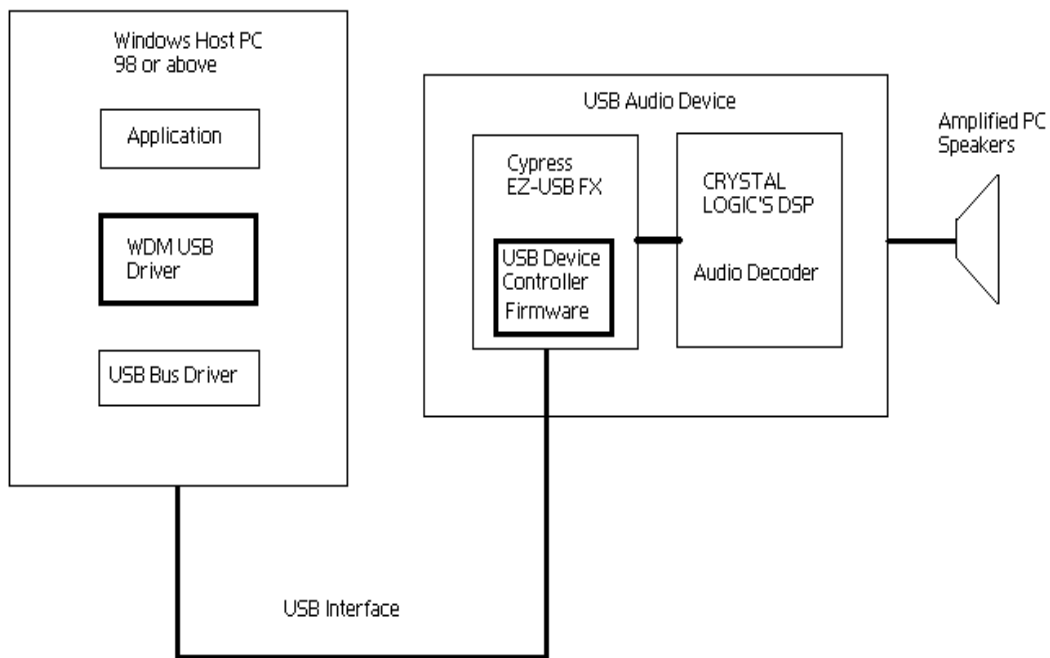 Windows Host PC
98 or above
Application
WDM USB
Driver
USB Bus Driver
USB Audio Device
Cypress
EZ-USB FX
USB Device
Controller
Firmware
CRYSTAL
LOGIC'S DSP
Audio Decoder
Amplified PC
Speakers
USB Interface